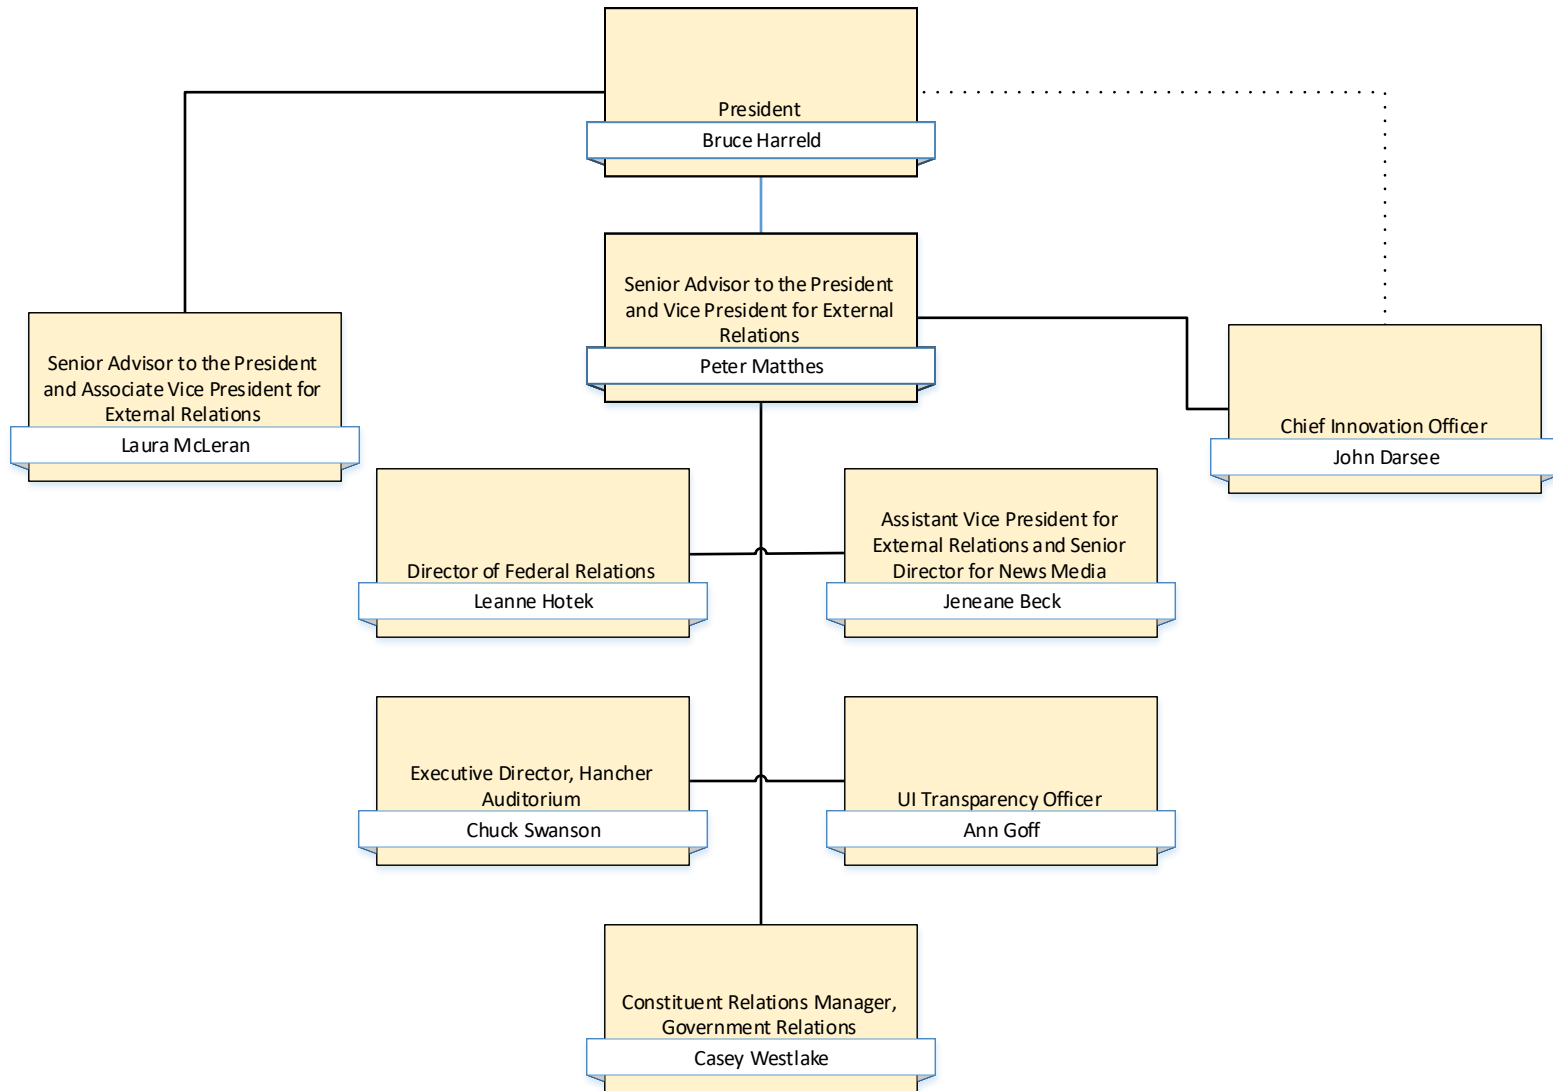 President
Bruce Harreld
Senior Advisor to the President
and Vice President for External
Relations
Peter Matthes
Senior Advisor to the President
and Associate Vice President for
External Relations
Laura McLeran
Chief Innovation Officer
John Darsee
Director of Federal Relations
Leanne Hotek
Assistant Vice President for
External Relations and Senior
Director for News Media
Jeneane Beck
Executive Director, Hancher
Auditorium
Chuck Swanson
UI Transparency Officer
Ann Goff
Constituent Relations Manager,
Government Relations
Casey Westlake